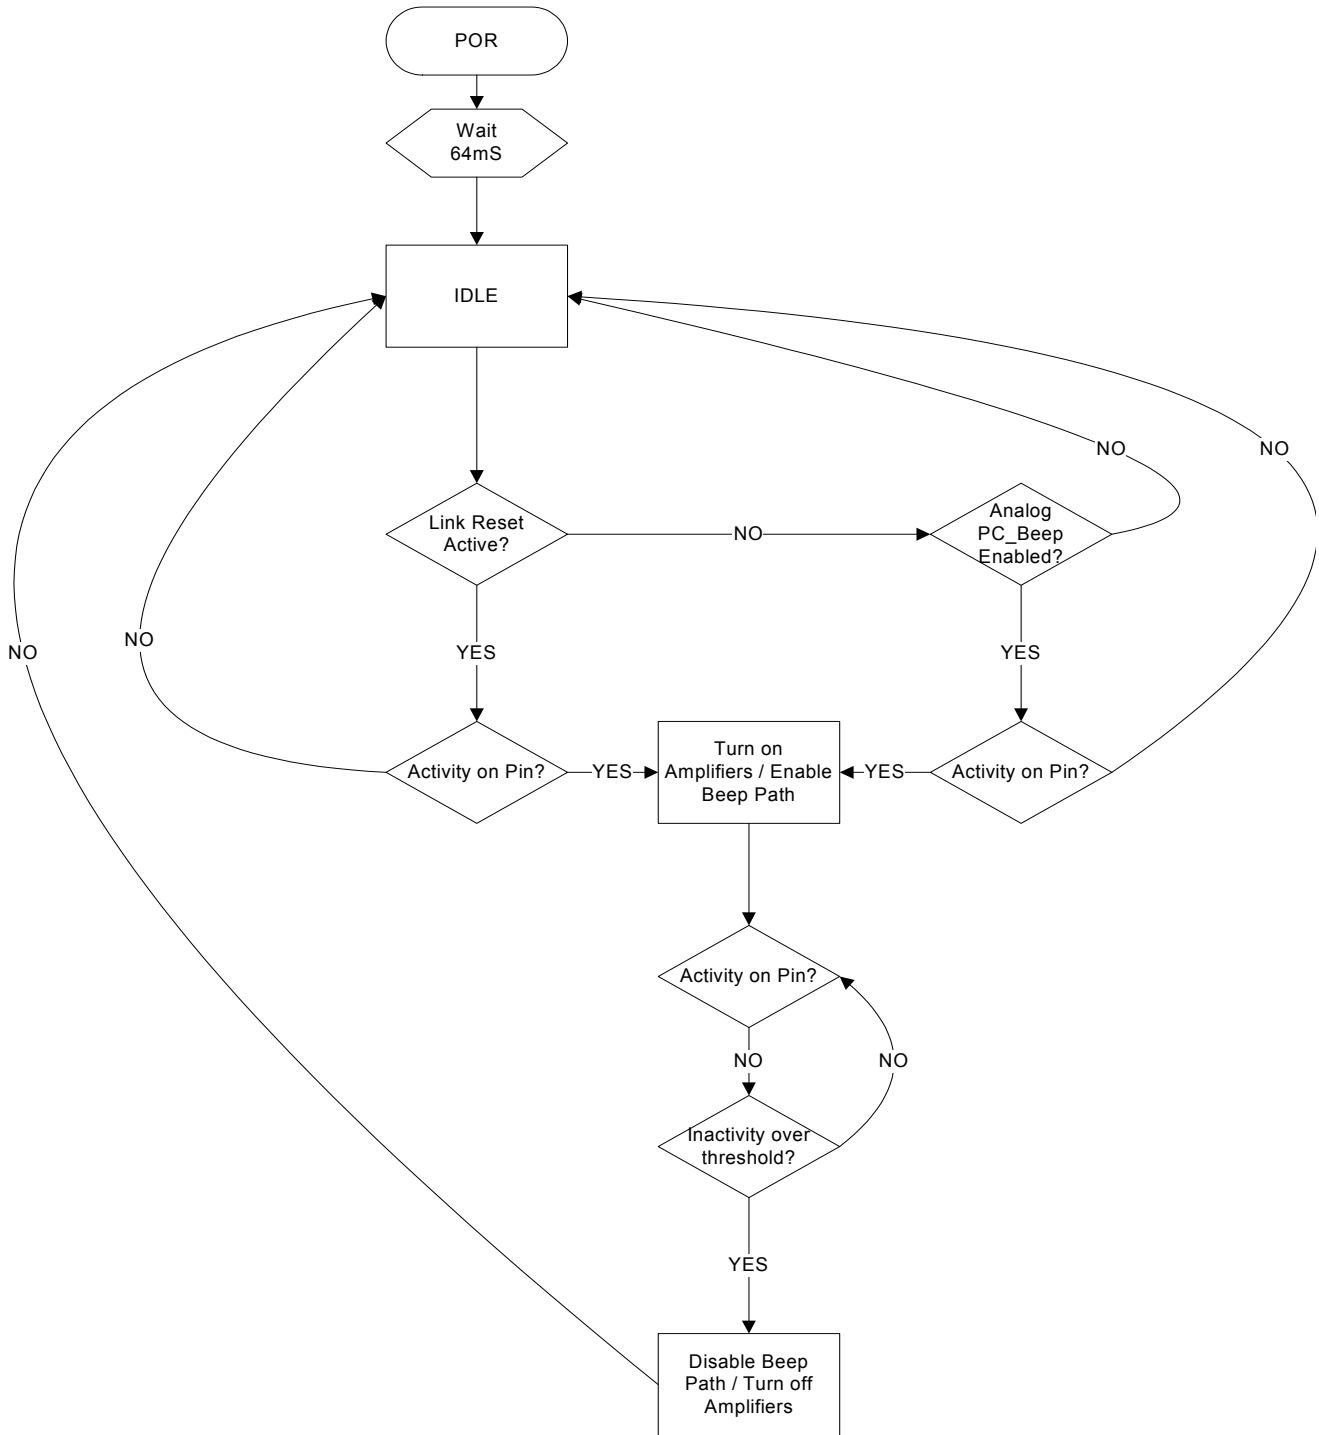 POR
Wait
64mS
IDLE
NO
NO
Link Reset
Active?
NO
Analog
PC_Beep
Enabled?
NO
NO
YES
YES
Activity on Pin?
YES
Turn on
Amplifiers / Enable
Beep Path
YES
Activity on Pin?
Activity on Pin?
NO
NO
Inactivity over
threshold?
YES
Disable Beep
Path / Turn off
Amplifiers